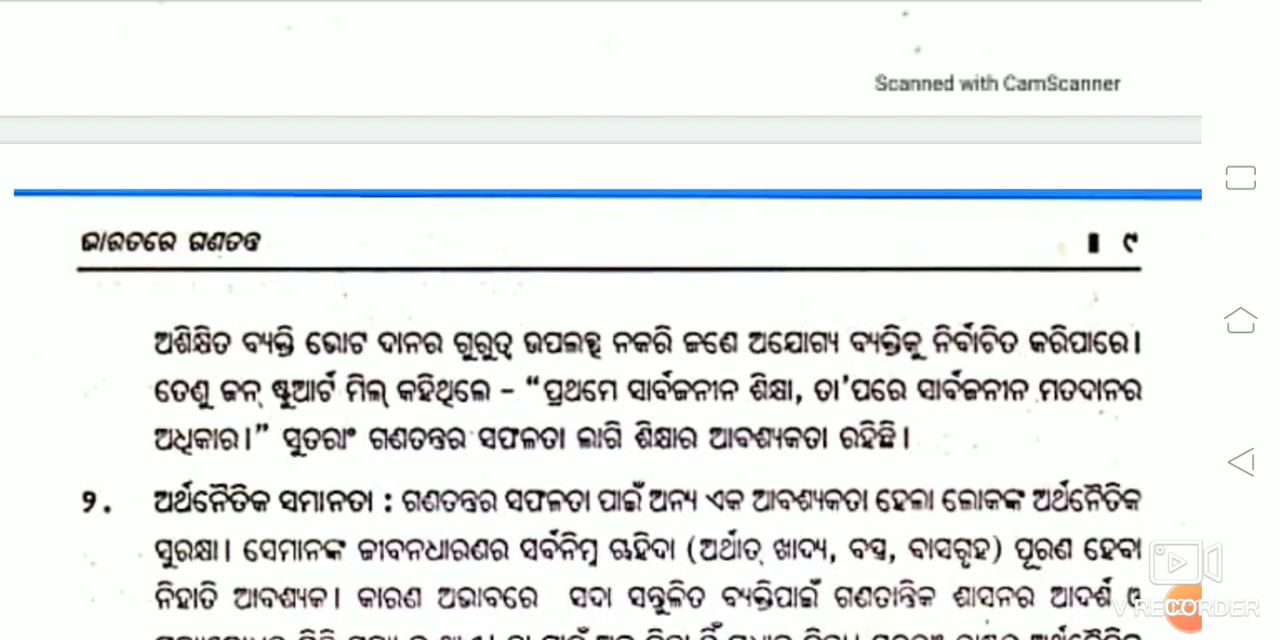 Scanned with CamScanner
ଭାରତରେ ଗଣତନ୍ତ୍ର ▮ ୯
ଅଶିକ୍ଷିତ ବ୍ୟକ୍ତି ଭୋଟ ଦାନର ଗୁରୁତ୍ୱ ଉପଲବ୍ଧ ନକରି ଜଣେ ଅଯୋଗ୍ୟ ବ୍ୟକ୍ତିକୁ ନିର୍ବାଚିତ କରିପାରେ।
ତେଣୁ ଜନ୍ ଷ୍ଟୁଆର୍ଟ ମିଲ୍ କହିଥିଲେ – “ପ୍ରଥମେ ସାର୍ବଜନୀନ ଶିକ୍ଷା, ତା'ପରେ ସାର୍ବଜନୀନ ମତଦାନର
ଅଧିକାର।” ସୁତରାଂ ଗଣତନ୍ତ୍ରର ସଫଳତା ଲାଗି ଶିକ୍ଷାର ଆବଶ୍ୟକତା ରହିଛି।
୨. ଅର୍ଥନୈତିକ ସମାନତା : ଗଣତନ୍ତ୍ରର ସଫଳତା ପାଇଁ ଅନ୍ୟ ଏକ ଆବଶ୍ୟକତା ହେଲା ଲୋକଙ୍କ ଅର୍ଥନୈତିକ
ସୁରକ୍ଷା। ସେମାନଙ୍କ ଜୀବନଧାରଣର ସର୍ବନିମ୍ନ ଚାହିଦା (ଅର୍ଥାତ୍ ଖାଦ୍ୟ, ବସ୍ତ୍ର, ବାସଗୃହ) ପୂରଣ ହେବା
ନିହାତି ଆବଶ୍ୟକ। କାରଣ ଅଭାବରେ ସଦା ସନ୍ତୁଳିତ ବ୍ୟକ୍ତିପାଇଁ ଗଣତାନ୍ତ୍ରିକ ଶାସନର ଆଦର୍ଶ ଓ
V RECORDER